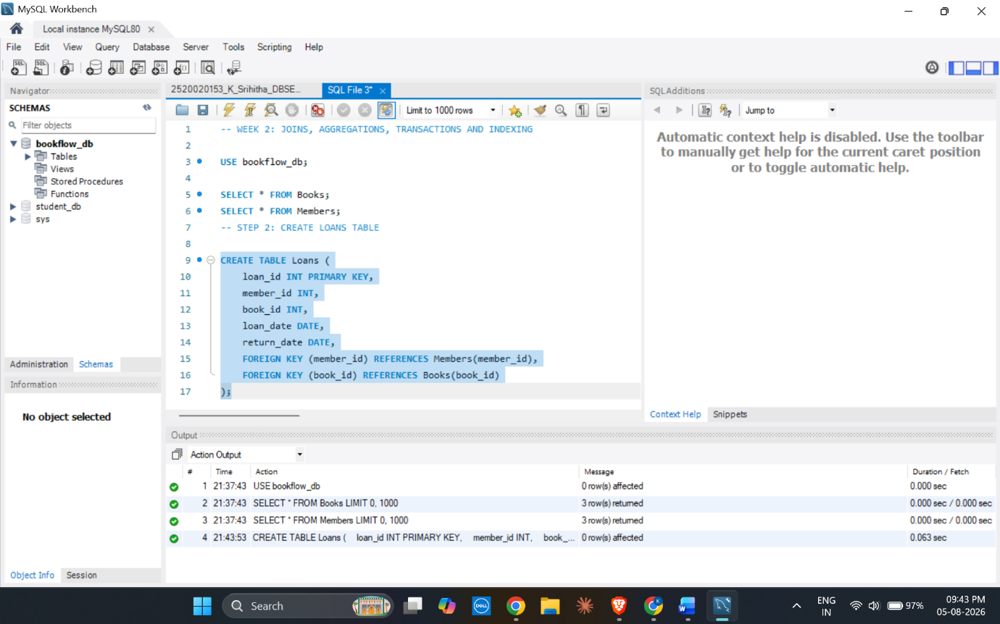 MySQL Workbench
Local instance MySQL80
File Edit View Query Database Server Tools Scripting Help
Navigator
SCHEMAS
Filter objects
bookflow_db
Tables
Views
Stored Procedures
Functions
student_db
sys
Administration Schemas
Information
No object selected
Object Info Session
2520020153_K_Srihitha_DBSE...
SQL File 3*
Limit to 1000 rows
1 -- WEEK 2: JOINS, AGGREGATIONS, TRANSACTIONS AND INDEXING
2
3 USE bookflow_db;
4
5 SELECT * FROM Books;
6 SELECT * FROM Members;
7 -- STEP 2: CREATE LOANS TABLE
8
9 CREATE TABLE Loans (
10 loan_id INT PRIMARY KEY,
11 member_id INT,
12 book_id INT,
13 loan_date DATE,
14 return_date DATE,
15 FOREIGN KEY (member_id) REFERENCES Members(member_id),
16 FOREIGN KEY (book_id) REFERENCES Books(book_id)
17 );
SQLAdditions
Jump to
Automatic context help is disabled. Use the toolbar
to manually get help for the current caret position
or to toggle automatic help.
Context Help Snippets
Output
Action Output
# Time Action Message Duration / Fetch
1 21:37:43 USE bookflow_db 0 row(s) affected 0.000 sec
2 21:37:43 SELECT * FROM Books LIMIT 0, 1000 3 row(s) returned 0.000 sec / 0.000 sec
3 21:37:43 SELECT * FROM Members LIMIT 0, 1000 3 row(s) returned 0.000 sec / 0.000 sec
4 21:43:53 CREATE TABLE Loans ( loan_id INT PRIMARY KEY, member_id INT, book_... 0 row(s) affected 0.063 sec
Search
DELL
ENG
IN
97%
09:43 PM
05-08-2026